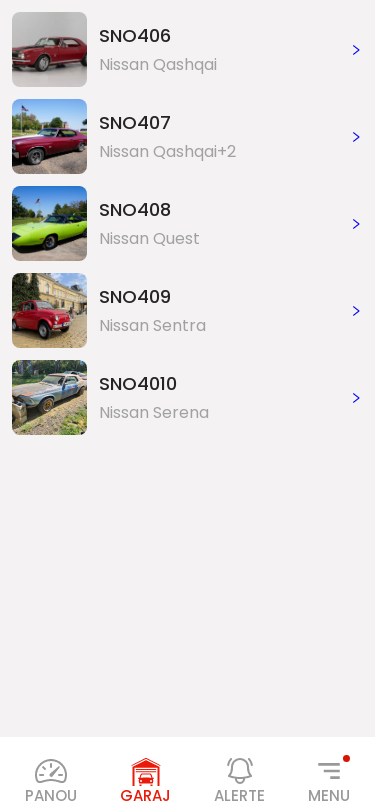 SNO406
Nissan Qashqai
SNO407
Nissan Qashqai+2
SNO408
Nissan Quest
SNO409
Nissan Sentra
SNO4010
Nissan Serena
PANOU GARAJ ALERTE MENU